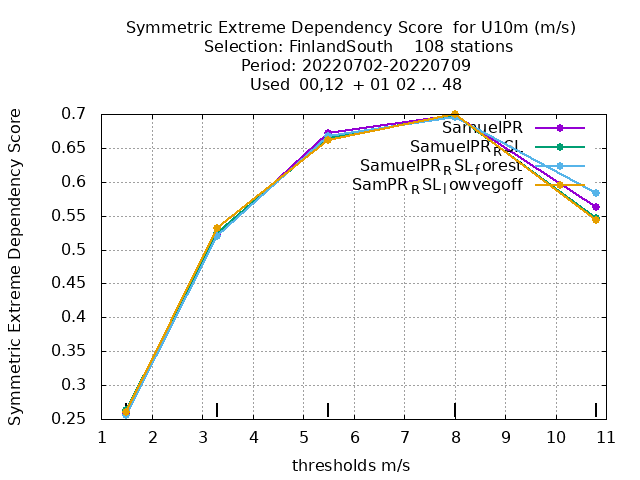 Symmetric Extreme Dependency Score for U10m (m/s)
Selection: FinlandSouth 108 stations
Period: 20220702-20220709
Used 00,12 + 01 02 ... 48
Symmetric Extreme Dependency Score
0.7
0.65
0.6
0.55
0.5
0.45
0.4
0.35
0.3
0.25
SamuelPR
SamuelPR_RSL
SamuelPR_RSL_forest
SamPR_RSL_lowvegoff
1 2 3 4 5 6 7 8 9 10 11
thresholds m/s